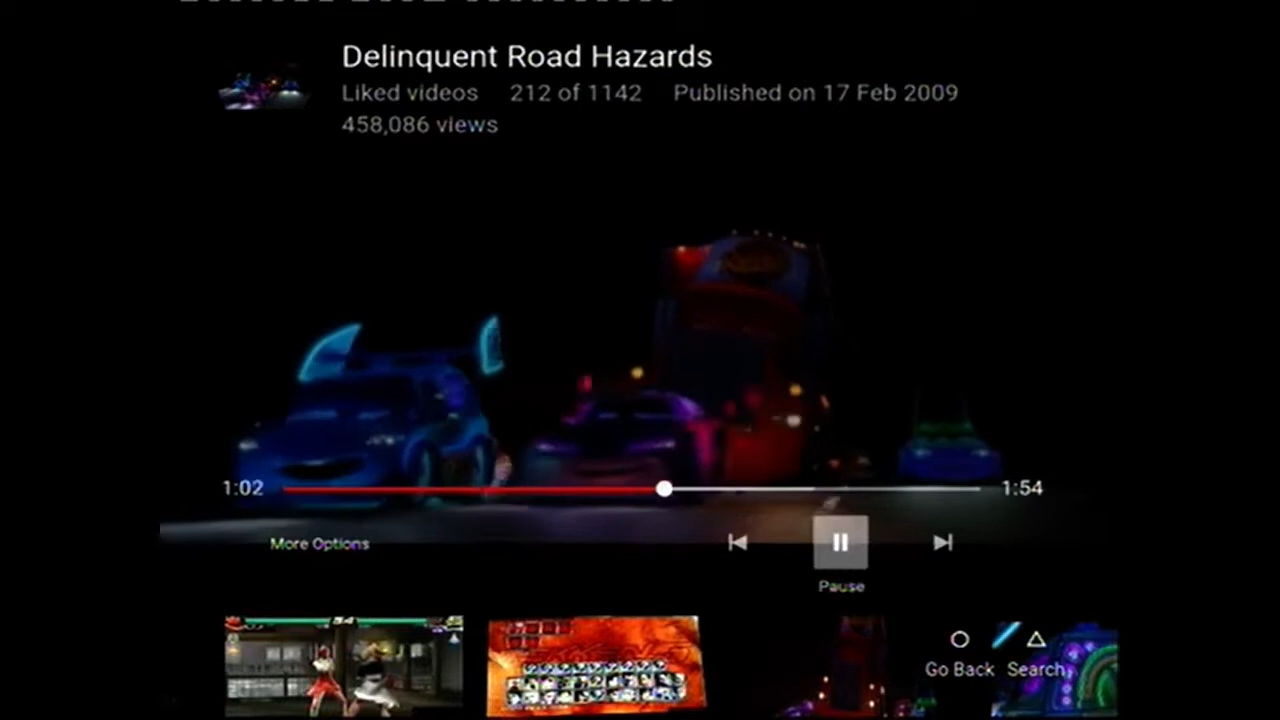 Delinquent Road Hazards
Liked videos 212 of 1142 Published on 17 Feb 2009
458,086 views
1:02 1:54
More Options
Pause
54
Go Back Search